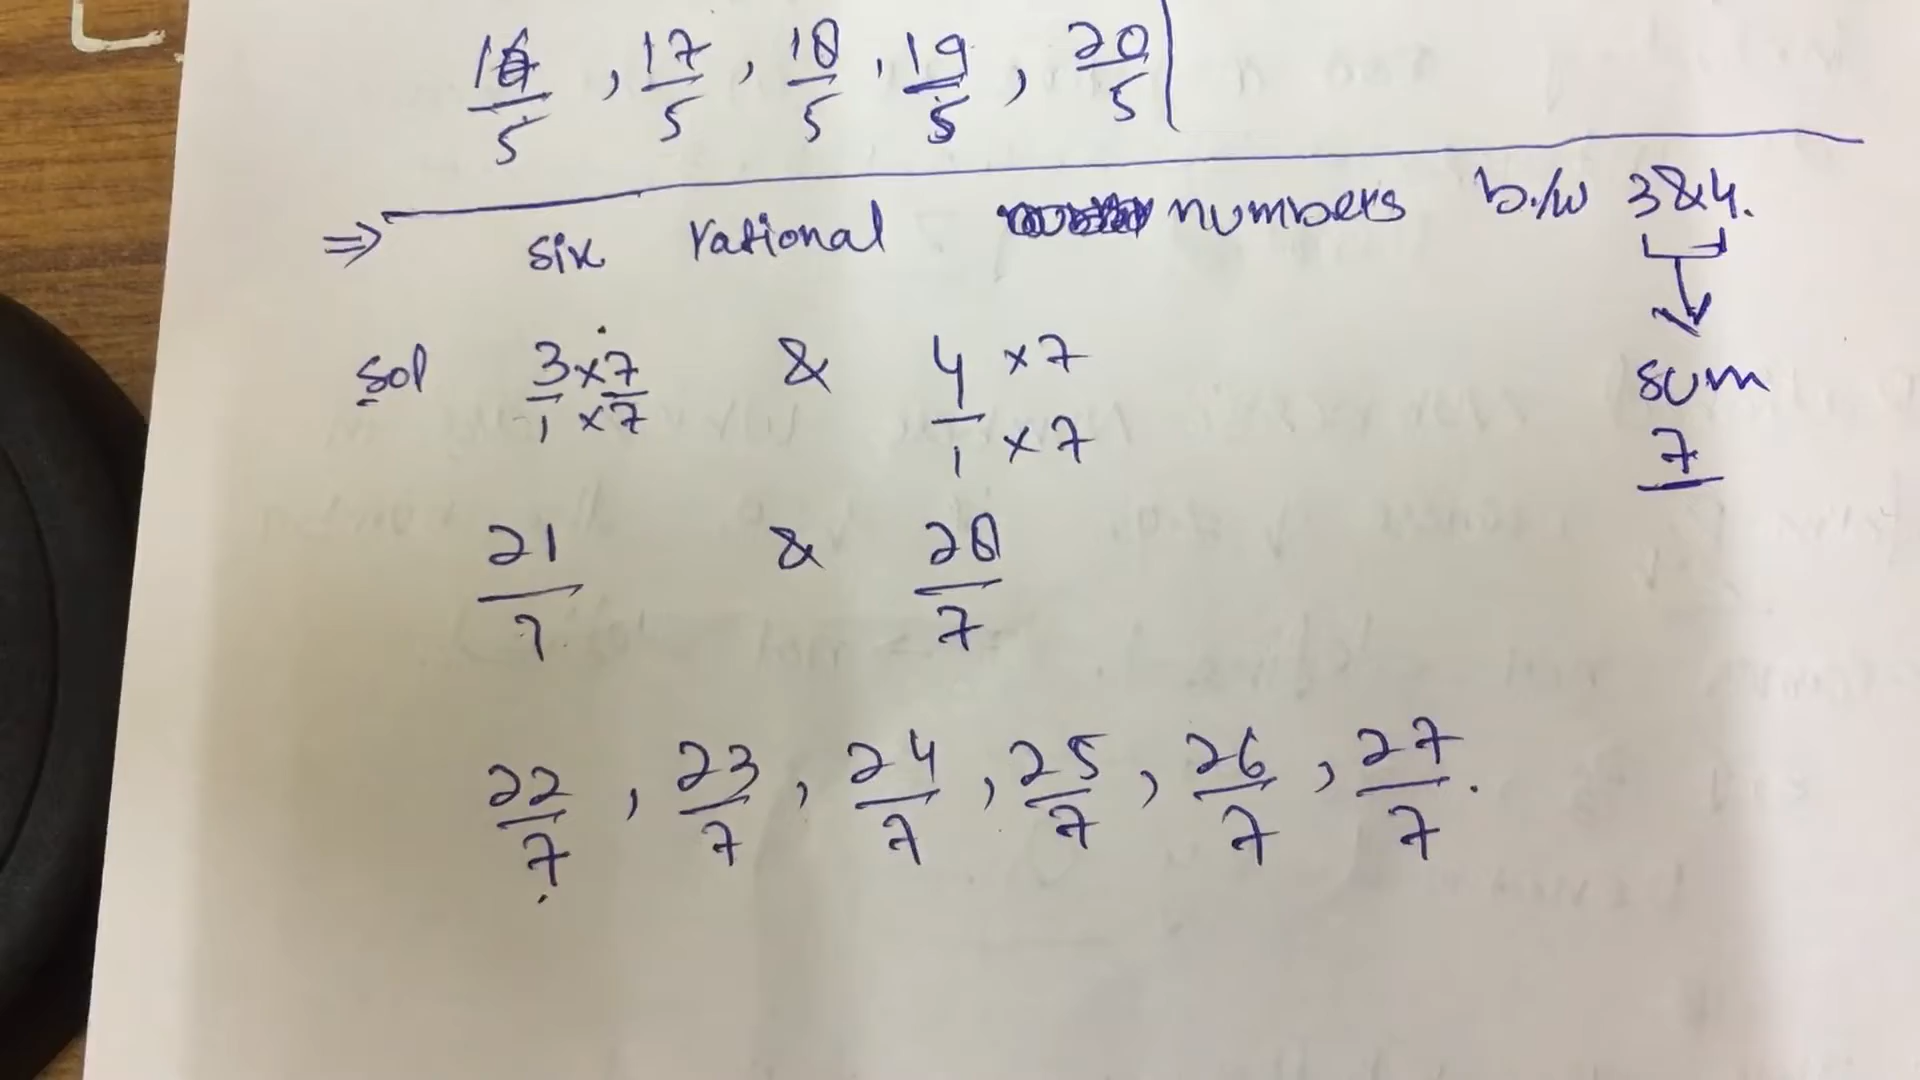 16/5 , 17/5 , 18/5 , 19/5 , 20/5
⇒ six rational numbers b/w 3&4.
sol 3/1 ×7/×7 & 4/1 ×7/×7
sum
7
21/7 & 28/7
22/7 , 23/7 , 24/7 , 25/7 , 26/7 , 27/7 .